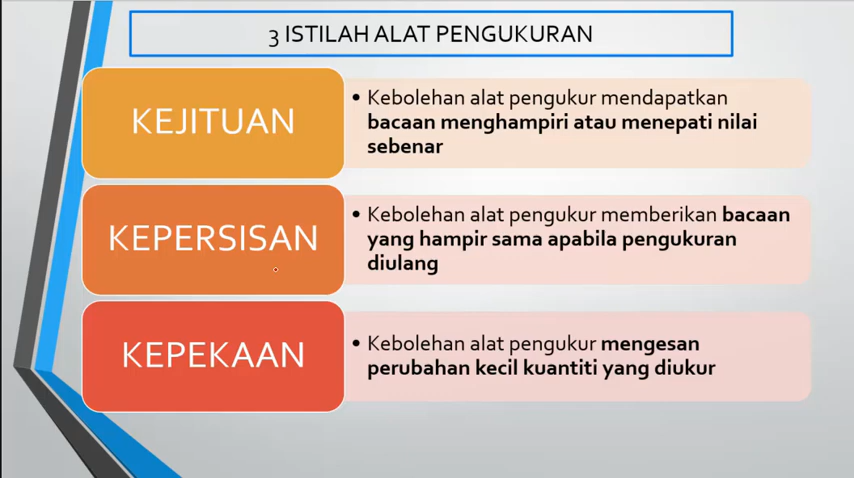 3 ISTILAH ALAT PENGUKURAN
KEJITUAN
• Kebolehan alat pengukur mendapatkan
bacaan menghampiri atau menepati nilai
sebenar
KEPERSISAN
• Kebolehan alat pengukur memberikan bacaan
yang hampir sama apabila pengukuran
diulang
KEPEKAAN
• Kebolehan alat pengukur mengesan
perubahan kecil kuantiti yang diukur